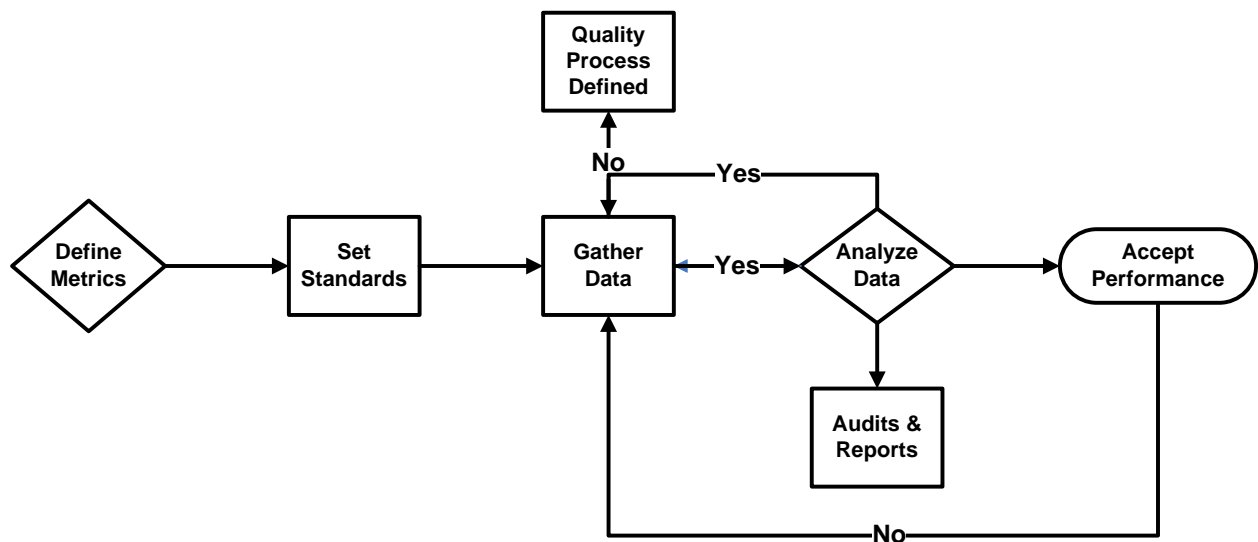 Quality
Process
Defined
No
Yes
Define
Metrics
Set
Standards
Gather
Data
Yes
Analyze
Data
Accept
Performance
Audits &
Reports
No